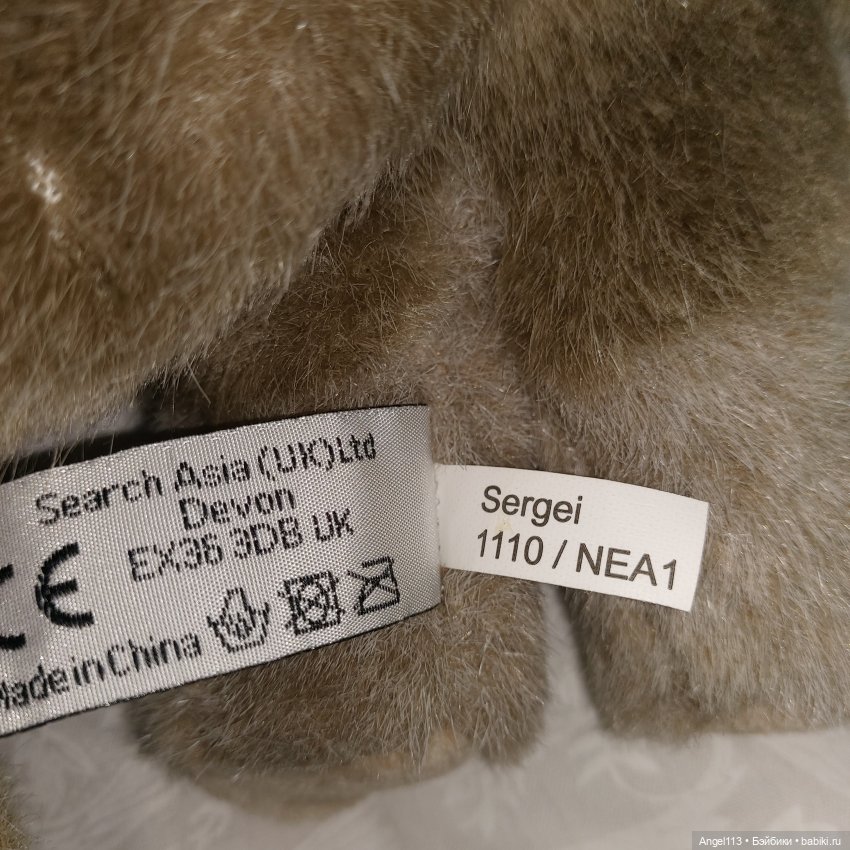 Search Asia (UK) Ltd
Devon
EX36 3DB UK
CE
Made in China
Sergei
1110 / NEA1
Angel113 • Бэйбики • babiki.ru